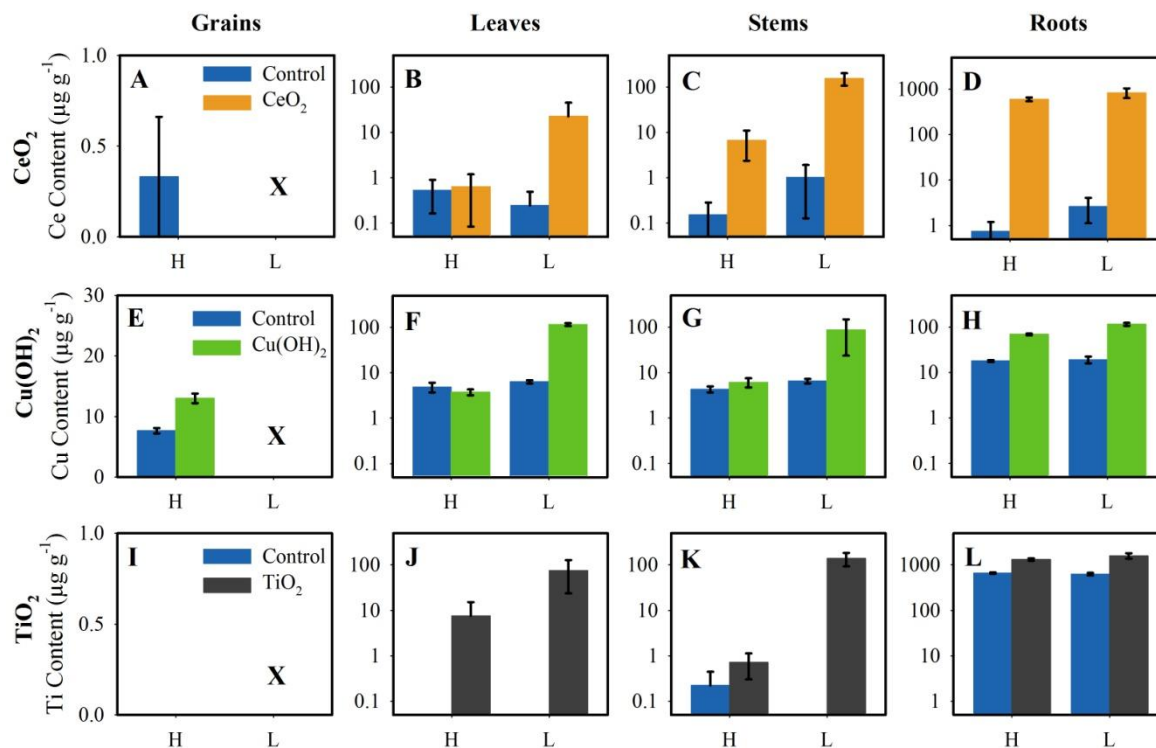 Grains Leaves Stems Roots
CeO₂
Ce Content (µg g⁻¹)
1.0
0.5
0.0
A
Control
CeO₂
X
H L
100
10
1
0.1
B
H L
100
10
1
0.1
C
H L
1000
100
10
1
D
H L
Cu(OH)₂
Cu Content (µg g⁻¹)
30
20
10
0
E
Control
Cu(OH)₂
X
H L
100
10
1
0.1
F
H L
100
10
1
0.1
G
H L
100
10
1
0.1
H
H L
TiO₂
Ti Content (µg g⁻¹)
1.0
0.5
0.0
I
Control
TiO₂
X
H L
100
10
1
0.1
J
H L
100
10
1
0.1
K
H L
1000
100
10
1
L
H L